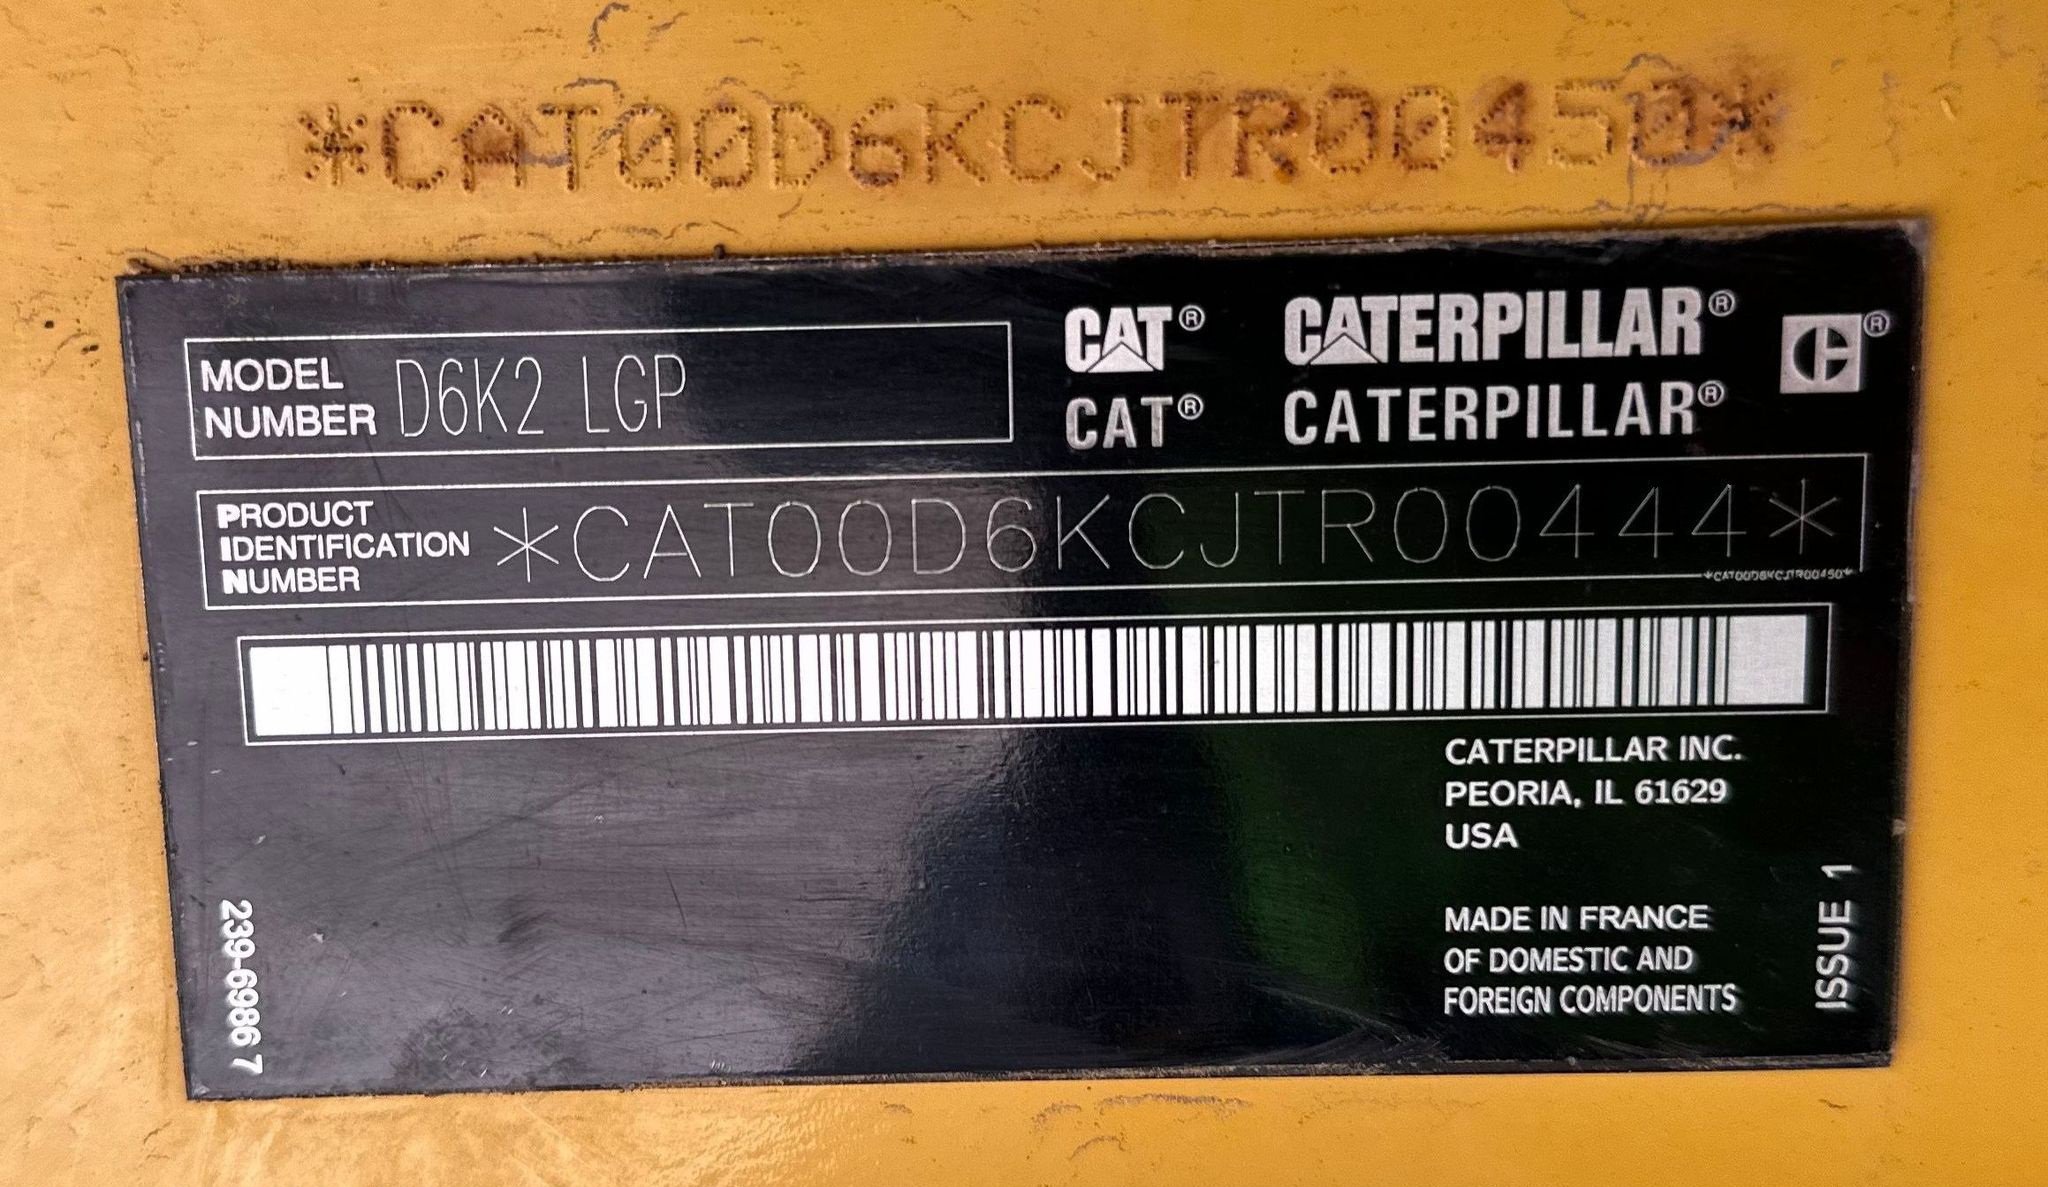 *CAT00D6KCJTR00450*
MODEL
NUMBER D6K2 LGP
CAT® CATERPILLAR®
CAT® CATERPILLAR®
PRODUCT
IDENTIFICATION
NUMBER
*CAT00D6KCJTR00444*
*CAT00D6KCJTR00450*
CATERPILLAR INC.
PEORIA, IL 61629
USA
MADE IN FRANCE
OF DOMESTIC AND
FOREIGN COMPONENTS
239-6986 7
ISSUE 1